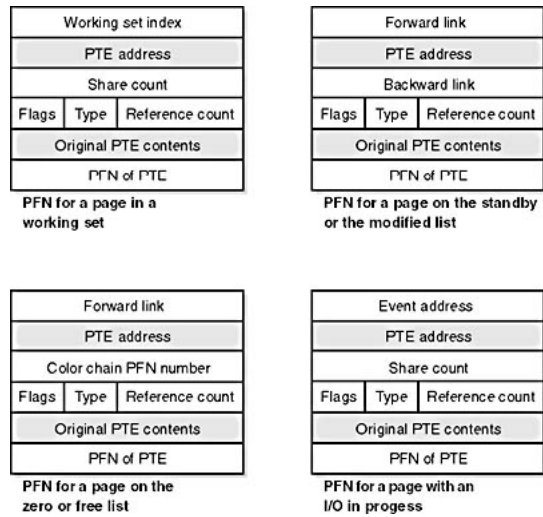 Working set index
PTE address
Share count
Flags Type Reference count
Original PTE contents
PFN of PTE
PFN for a page in a
working set
Forward link
PTE address
Backward link
Flags Type Reference count
Original PTE contents
PFN of PTE
PFN for a page on the standby
or the modified list
Forward link
PTE address
Color chain PFN number
Flags Type Reference count
Original PTE contents
PFN of PTE
PFN for a page on the
zero or free list
Event address
PTE address
Share count
Flags Type Reference count
Original PTE contents
PFN of PTE
PFN for a page with an
I/O in progess